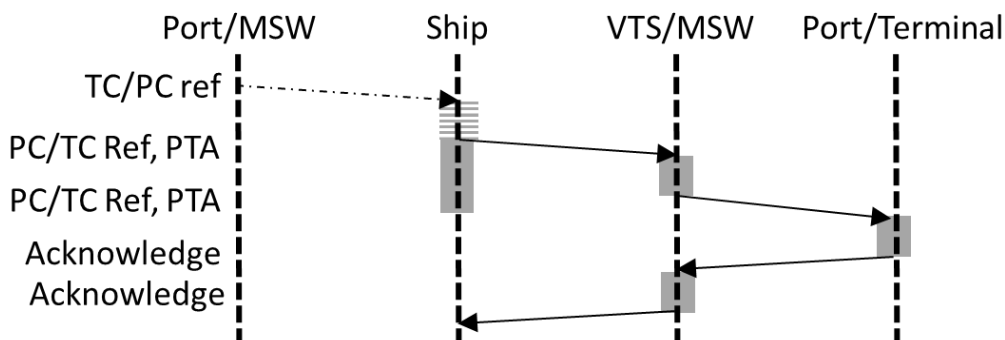 Port/MSW Ship VTS/MSW Port/Terminal
TC/PC ref
PC/TC Ref, PTA
PC/TC Ref, PTA
Acknowledge
Acknowledge